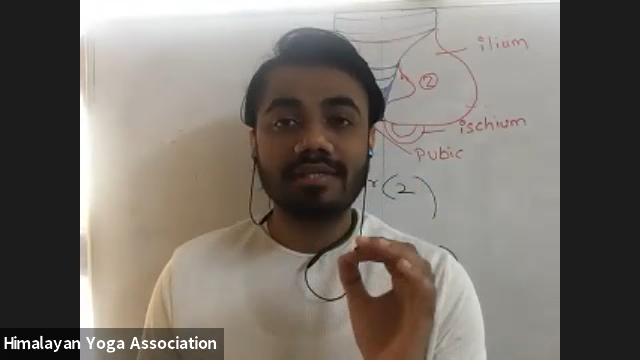 ilium
②
ischium
Pubic
r (2)
Himalayan Yoga Association